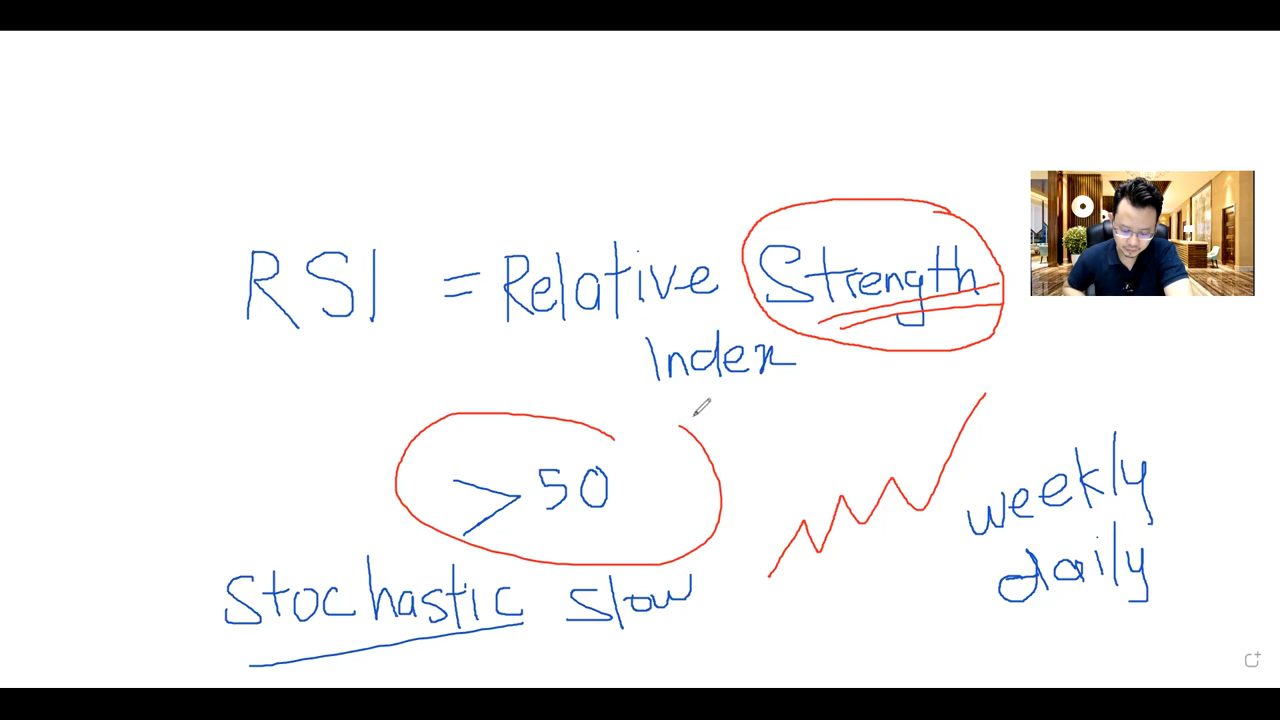 RSI = Relative Strength
Index
> 50
weekly
daily
Stochastic slow